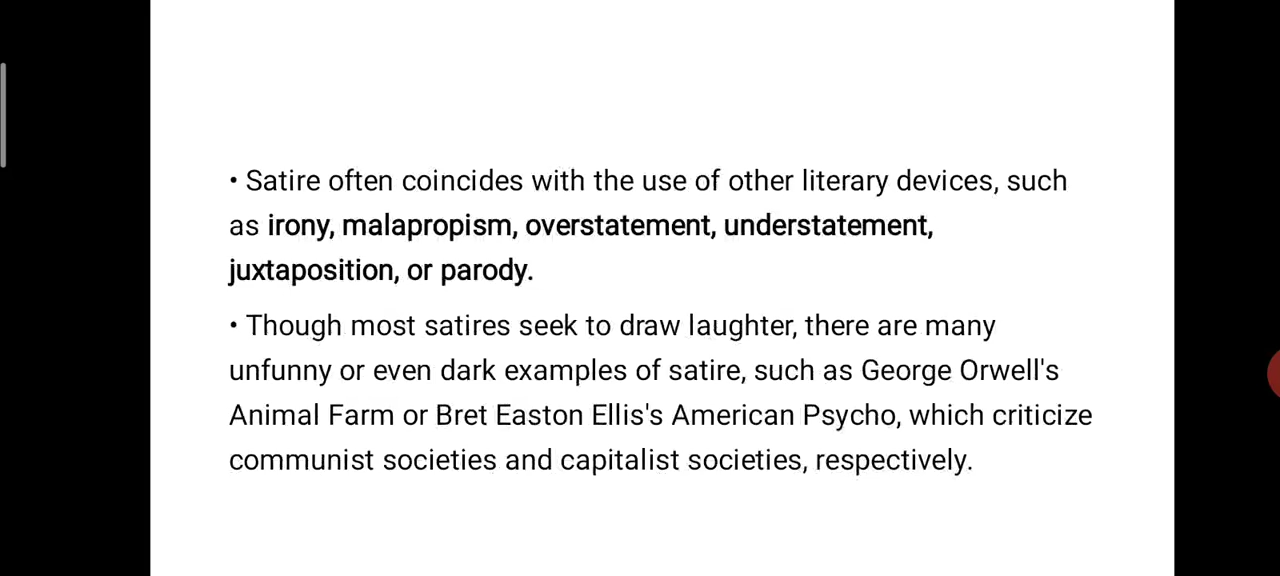 • Satire often coincides with the use of other literary devices, such
as irony, malapropism, overstatement, understatement,
juxtaposition, or parody.
• Though most satires seek to draw laughter, there are many
unfunny or even dark examples of satire, such as George Orwell's
Animal Farm or Bret Easton Ellis's American Psycho, which criticize
communist societies and capitalist societies, respectively.